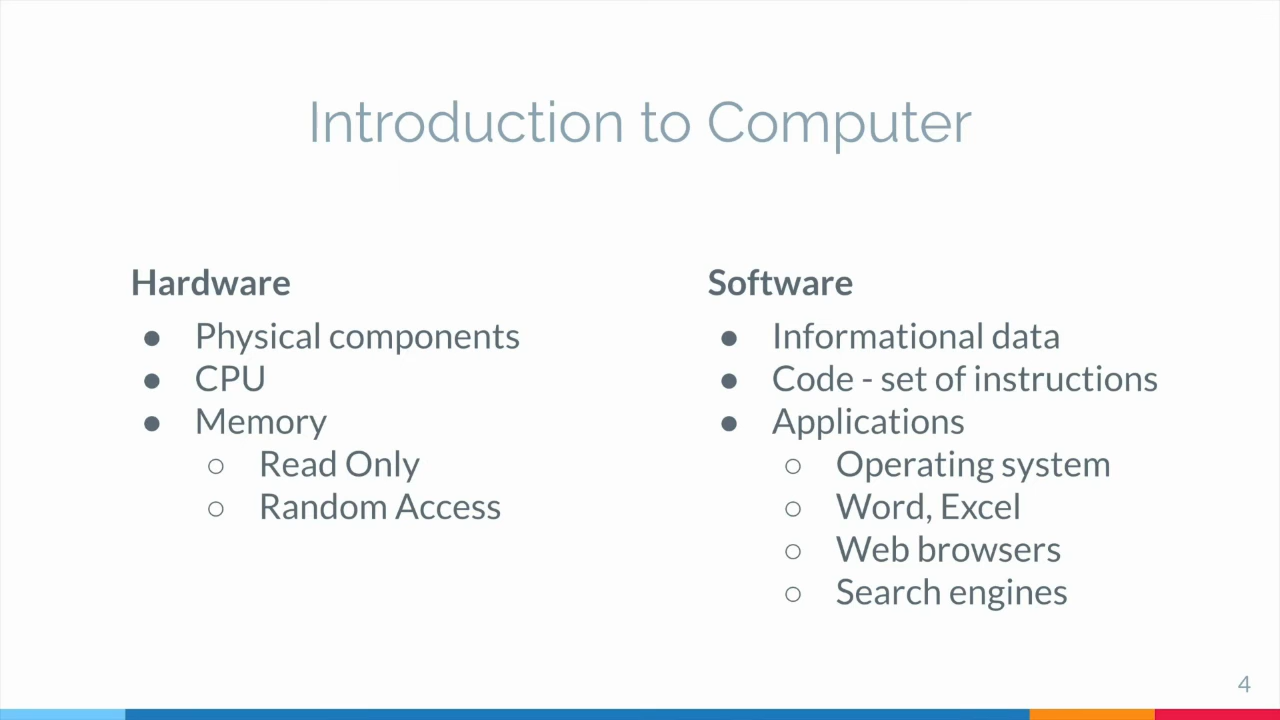 Introduction to Computer
Hardware
● Physical components
● CPU
● Memory
○ Read Only
○ Random Access
Software
● Informational data
● Code - set of instructions
● Applications
○ Operating system
○ Word, Excel
○ Web browsers
○ Search engines
4